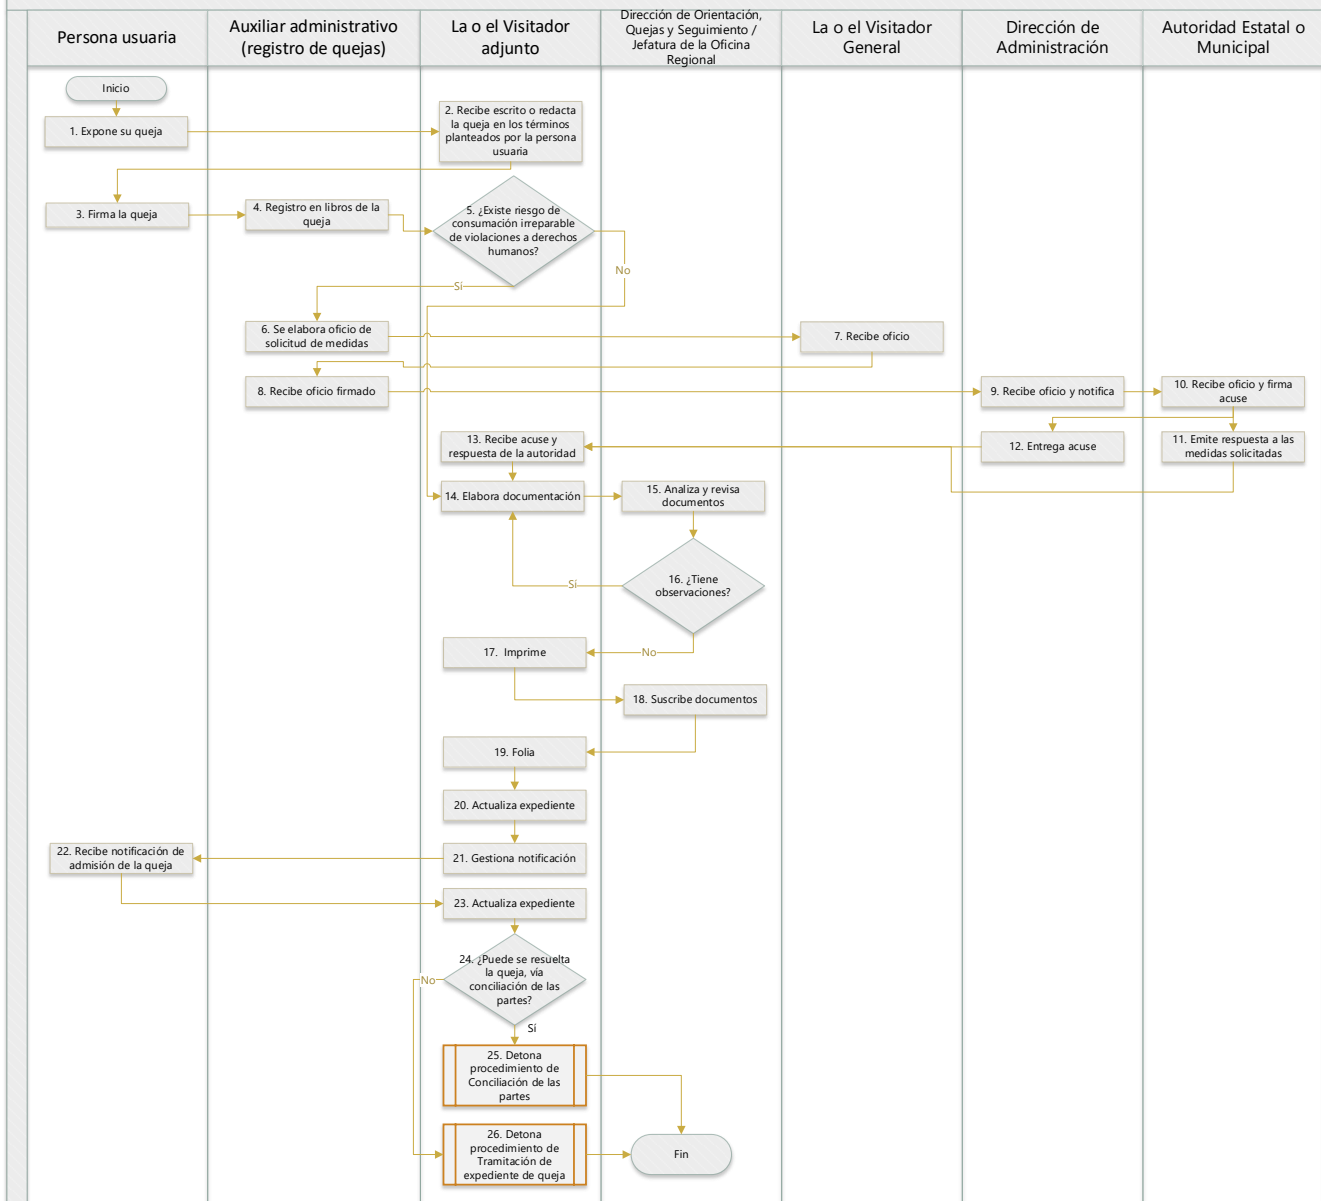 Persona usuaria
Auxiliar administrativo
(registro de quejas)
La o el Visitador
adjunto
Dirección de Orientación,
Quejas y Seguimiento /
Jefatura de la Oficina
Regional
La o el Visitador
General
Dirección de
Administración
Autoridad Estatal o
Municipal
Inicio
1. Expone su queja
2. Recibe escrito o redacta
la queja en los términos
planteados por la persona
usuaria
3. Firma la queja
4. Registro en libros de la
queja
5. ¿Existe riesgo de
consumación irreparable
de violaciones a derechos
humanos?
No
Sí
6. Se elabora oficio de
solicitud de medidas
7. Recibe oficio
8. Recibe oficio firmado
9. Recibe oficio y notifica
10. Recibe oficio y firma
acuse
13. Recibe acuse y
respuesta de la autoridad
12. Entrega acuse
11. Emite respuesta a las
medidas solicitadas
14. Elabora documentación
15. Analiza y revisa
documentos
16. ¿Tiene
observaciones?
Sí
No
17. Imprime
18. Suscribe documentos
19. Folia
20. Actualiza expediente
21. Gestiona notificación
22. Recibe notificación de
admisión de la queja
23. Actualiza expediente
24. ¿Puede se resuelta
la queja, vía
conciliación de las
partes?
No
Sí
25. Detona
procedimiento de
Conciliación de las
partes
26. Detona
procedimiento de
Tramitación de
expediente de queja
Fin